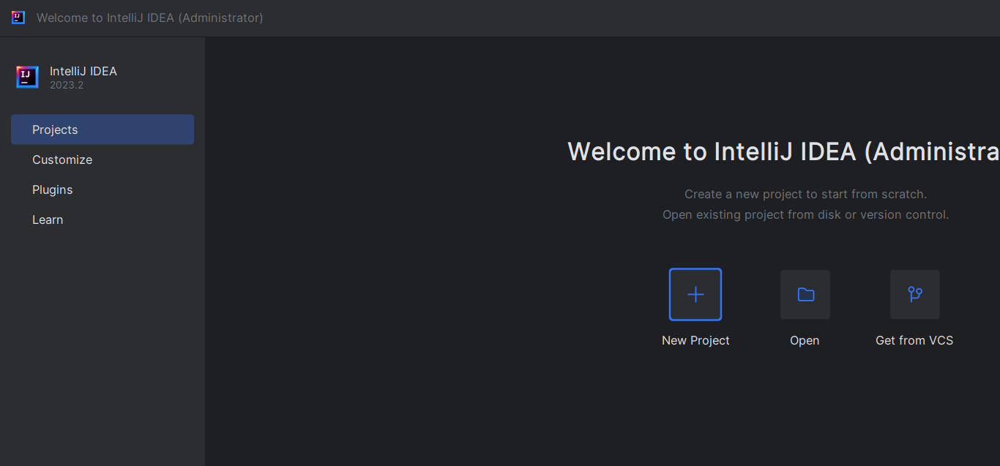 Welcome to IntelliJ IDEA (Administrator)
IJ
IntelliJ IDEA
2023.2
Projects
Customize
Plugins
Learn
Welcome to IntelliJ IDEA (Administra
Create a new project to start from scratch.
Open existing project from disk or version control.
New Project
Open
Get from VCS